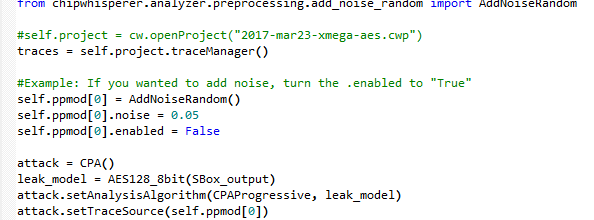 from chipwhisperer.analyzer.preprocessing.add_noise_random import AddNoiseRandom
#self.project = cw.openProject("2017-mar23-xmega-aes.cwp")
traces = self.project.traceManager()
#Example: If you wanted to add noise, turn the .enabled to "True"
self.ppmod[0] = AddNoiseRandom()
self.ppmod[0].noise = 0.05
self.ppmod[0].enabled = False
attack = CPA()
leak_model = AES128_8bit(SBox_output)
attack.setAnalysisAlgorithm(CPAProgressive, leak_model)
attack.setTraceSource(self.ppmod[0])